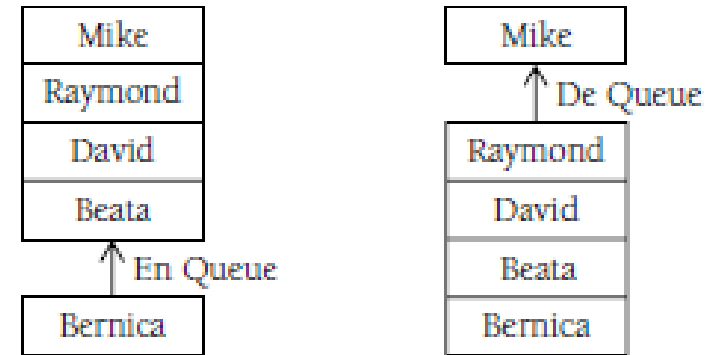 Mike
Raymond
David
Beata
En Queue
Bernica
Mike
De Queue
Raymond
David
Beata
Bernica